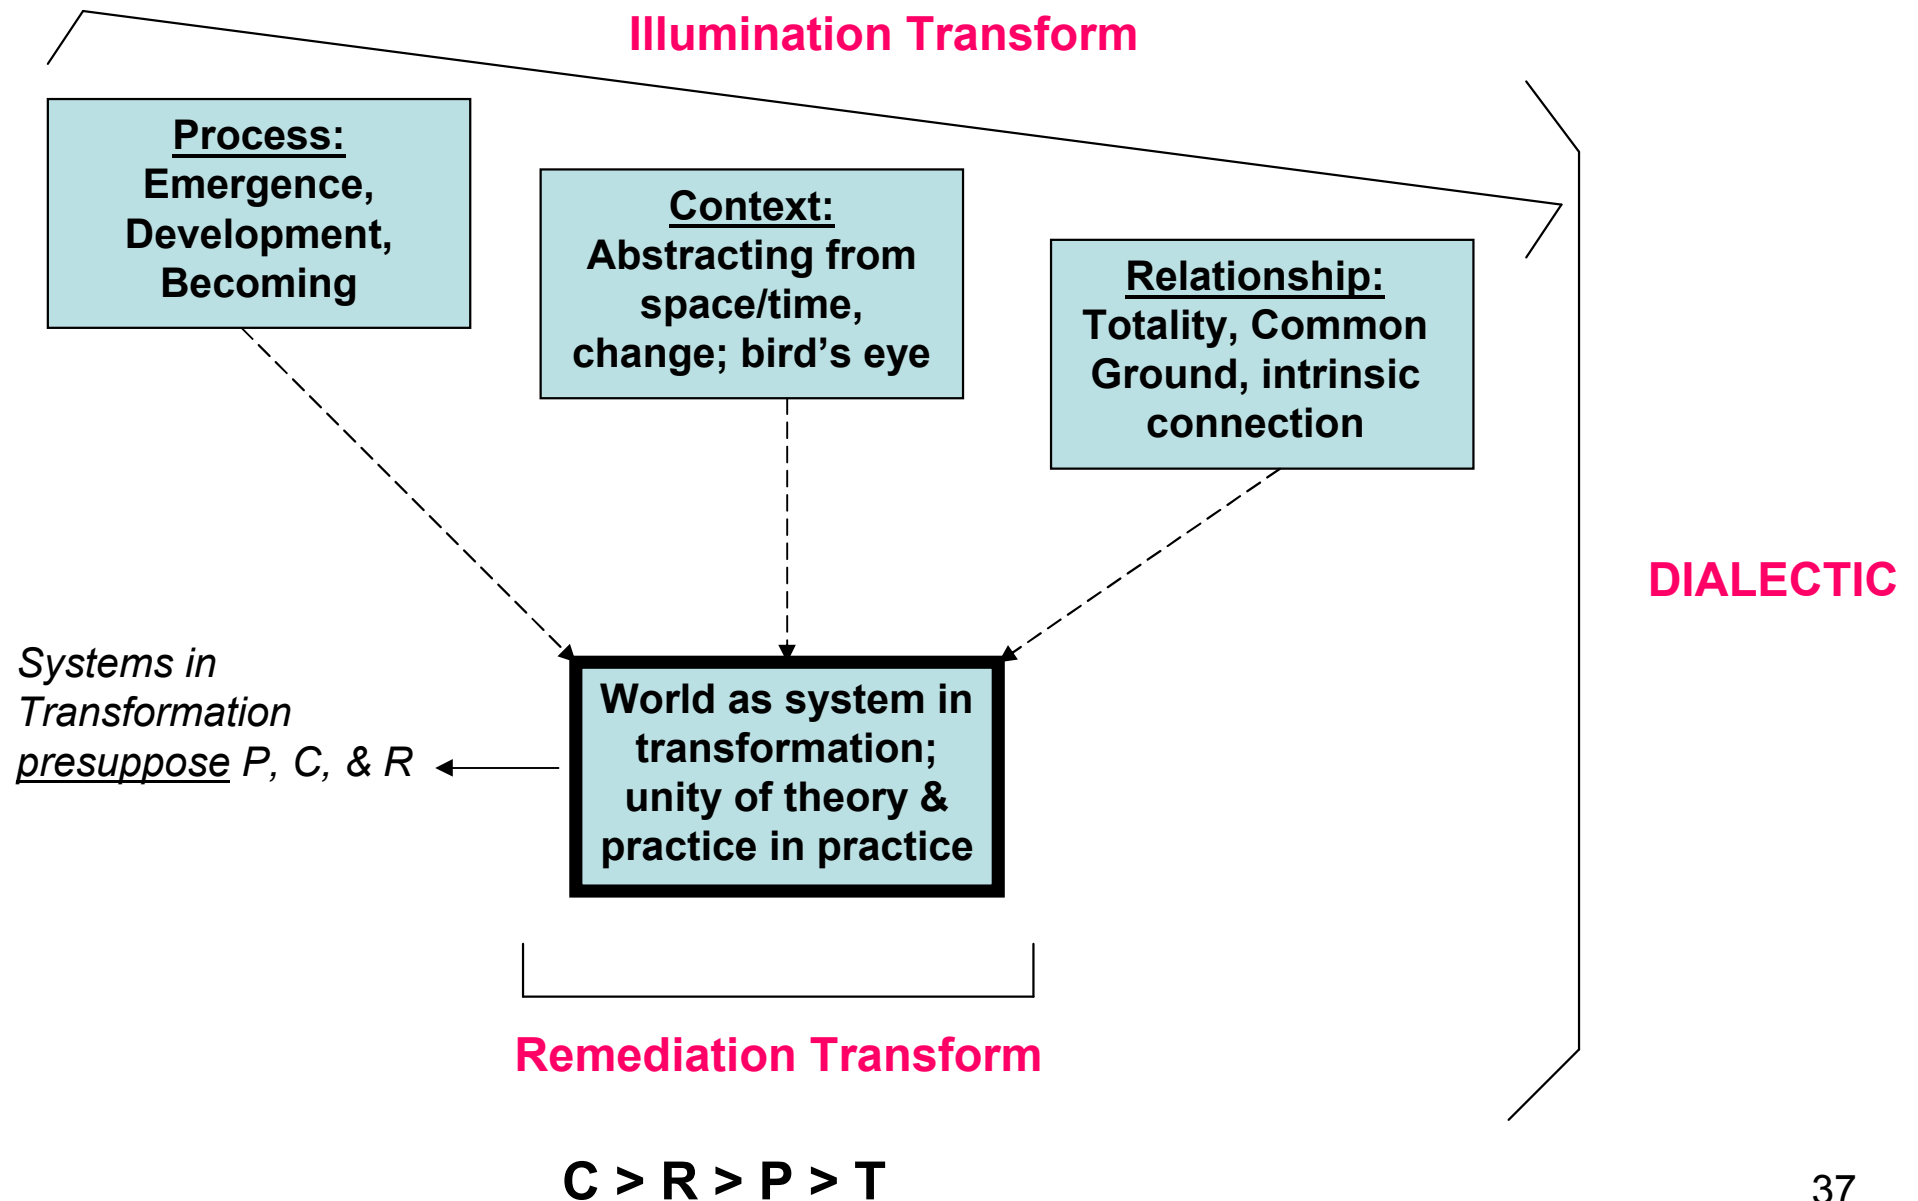 Illumination Transform
Process:
Emergence,
Development,
Becoming
Context:
Abstracting from
space/time,
change; bird’s eye
Relationship:
Totality, Common
Ground, intrinsic
connection
DIALECTIC
Systems in
Transformation
presuppose P, C, & R
World as system in
transformation;
unity of theory &
practice in practice
Remediation Transform
C > R > P > T
37